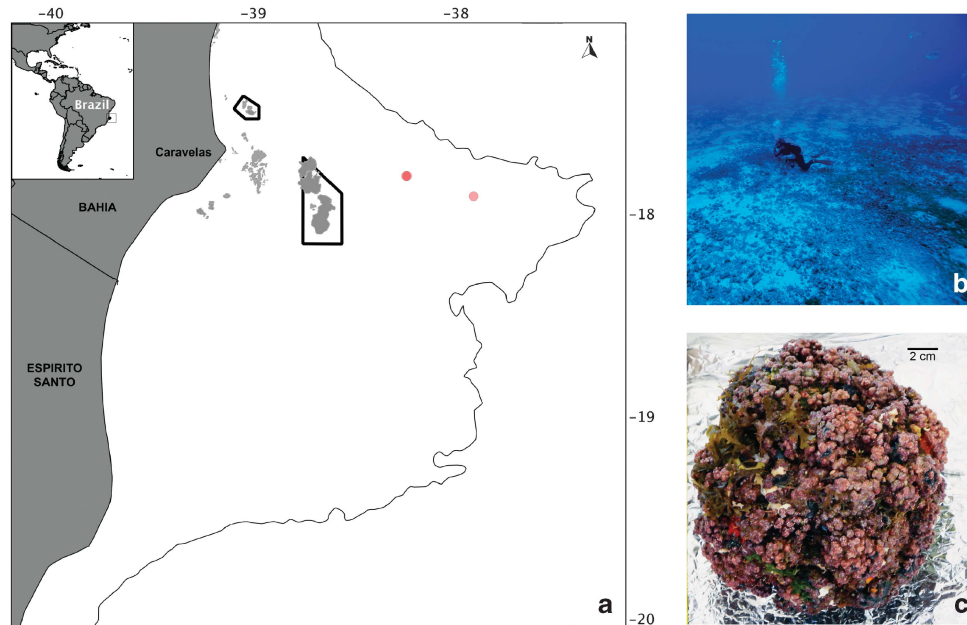 -40
-39
-38
N
Brazil
Caravelas
BAHIA
-18
ESPIRITO
SANTO
-19
a
-20
b
2 cm
c